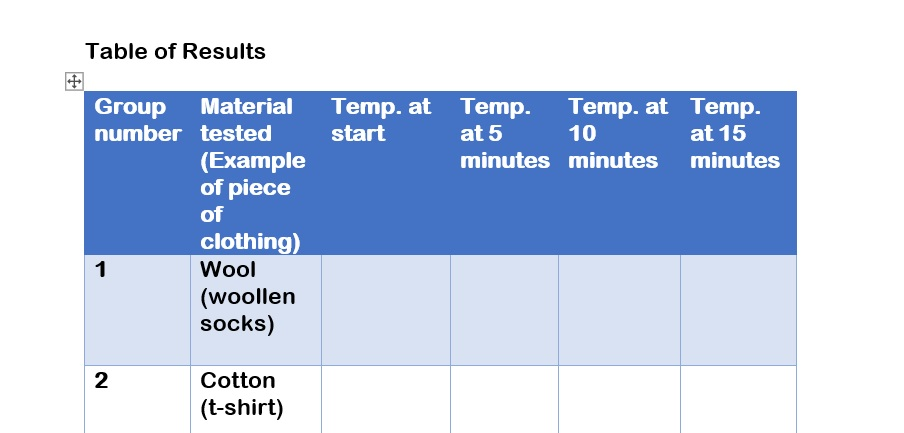 Table of Results
Group number
Material tested (Example of piece of clothing)
Temp. at start
Temp. at 5 minutes
Temp. at 10 minutes
Temp. at 15 minutes
1
Wool
(woollen
socks)
2
Cotton
(t-shirt)